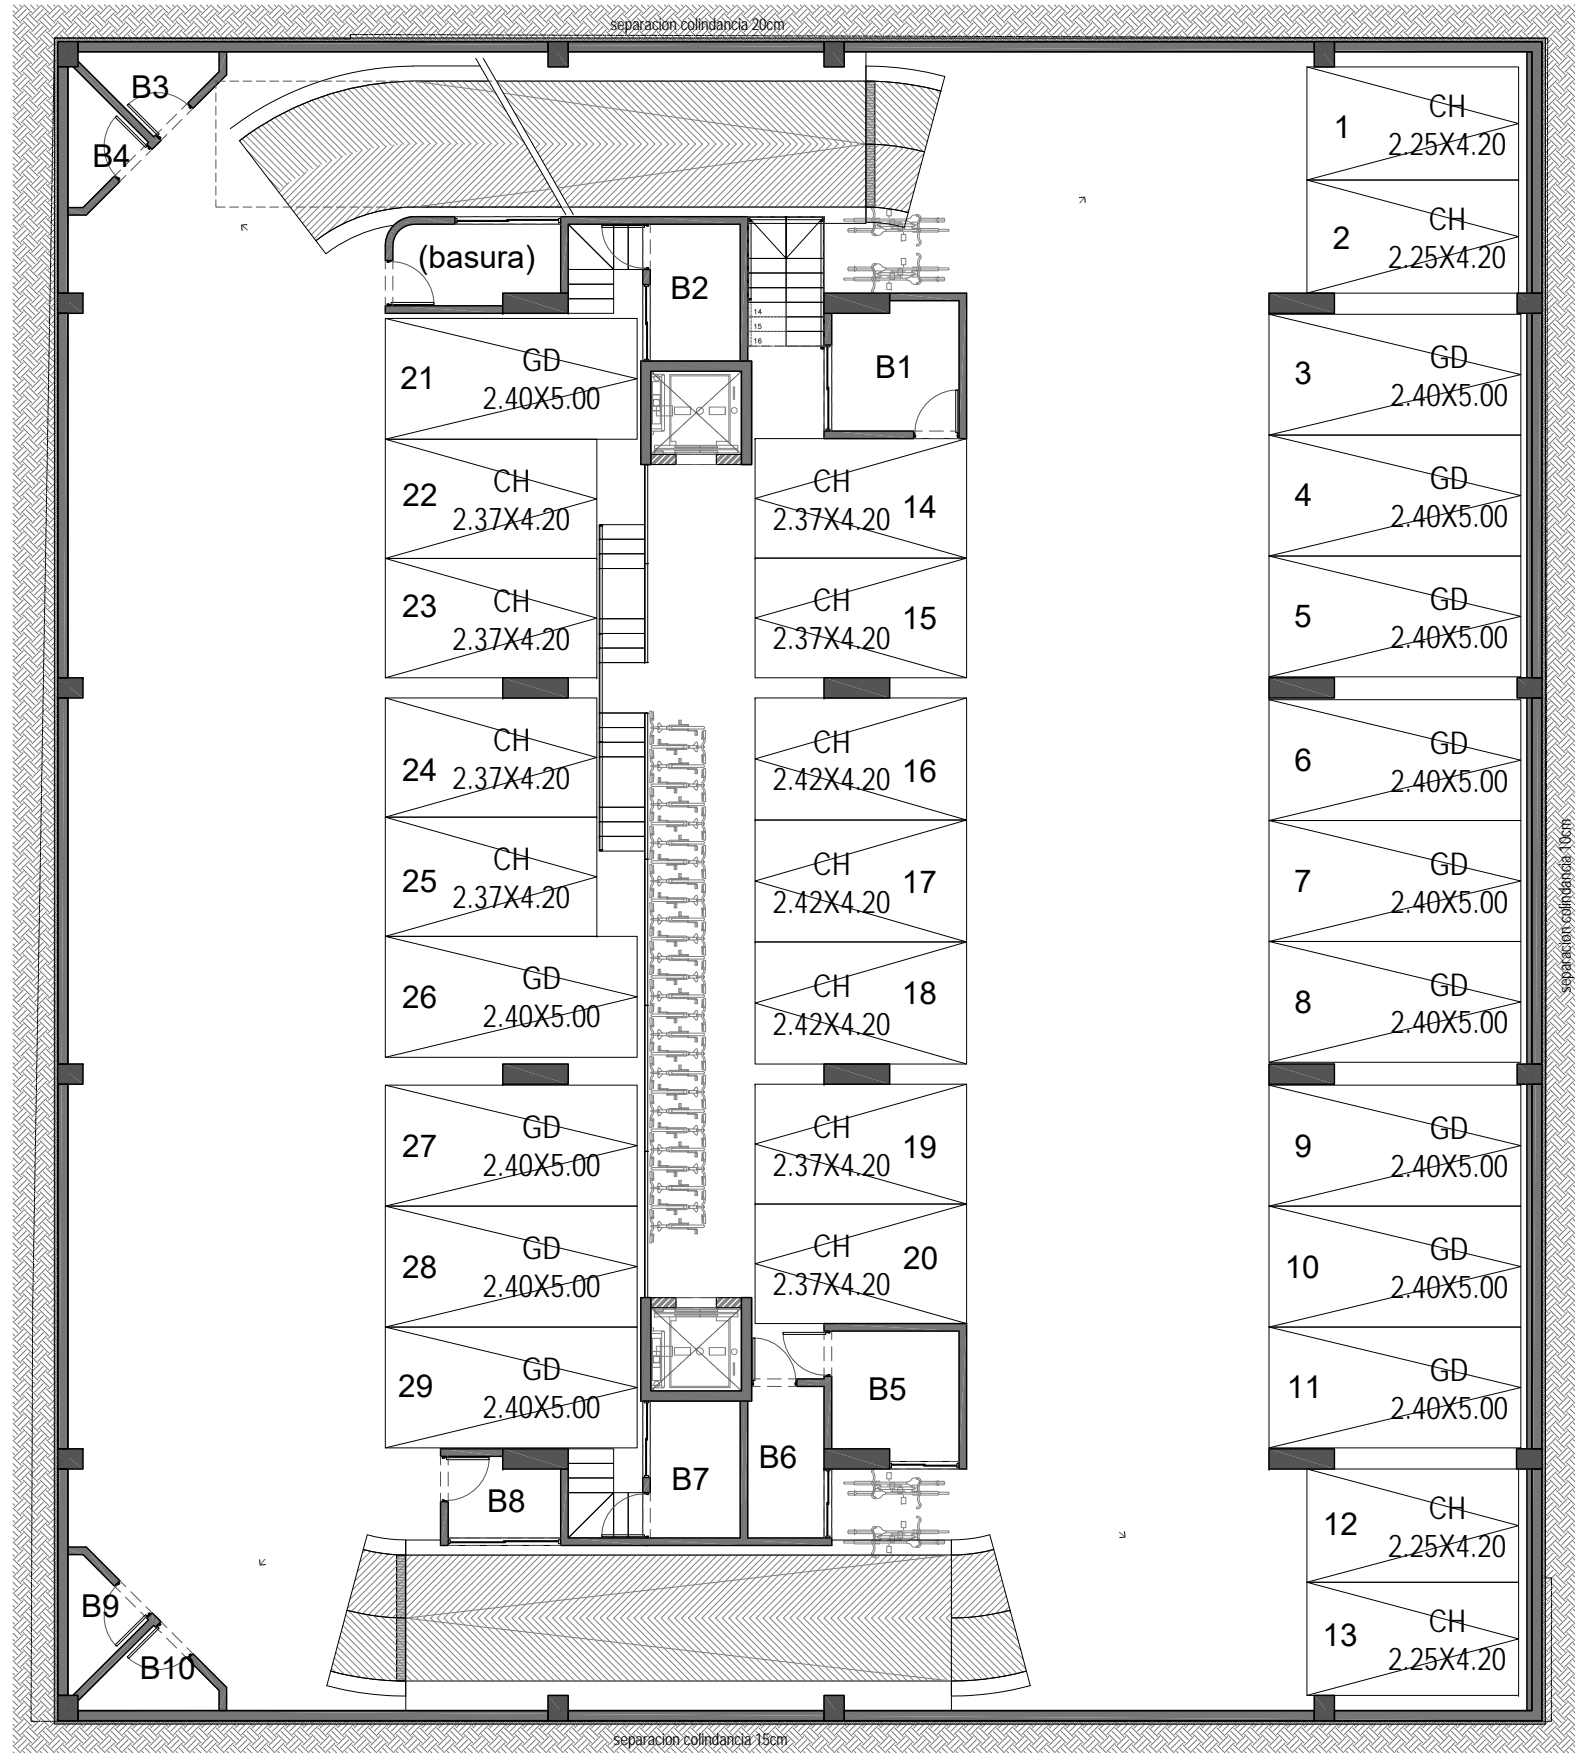 separacion colindancia 20cm
B3
B4
(basura)
B2
14
15
16
B1
1
CH
2.25X4.20
2
CH
2.25X4.20
21
GD
2.40X5.00
3
GD
2.40X5.00
22
CH
2.37X4.20
CH
2.37X4.20
14
4
GD
2.40X5.00
23
CH
2.37X4.20
CH
2.37X4.20
15
5
GD
2.40X5.00
24
CH
2.37X4.20
CH
2.42X4.20
16
6
GD
2.40X5.00
25
CH
2.37X4.20
CH
2.42X4.20
17
7
GD
2.40X5.00
separacion colindancia 10cm
26
GD
2.40X5.00
CH
2.42X4.20
18
8
GD
2.40X5.00
27
GD
2.40X5.00
CH
2.37X4.20
19
9
GD
2.40X5.00
28
GD
2.40X5.00
CH
2.37X4.20
20
10
GD
2.40X5.00
29
GD
2.40X5.00
B5
11
GD
2.40X5.00
B6
B7
B8
12
CH
2.25X4.20
B9
B10
13
CH
2.25X4.20
separacion colindancia 15cm